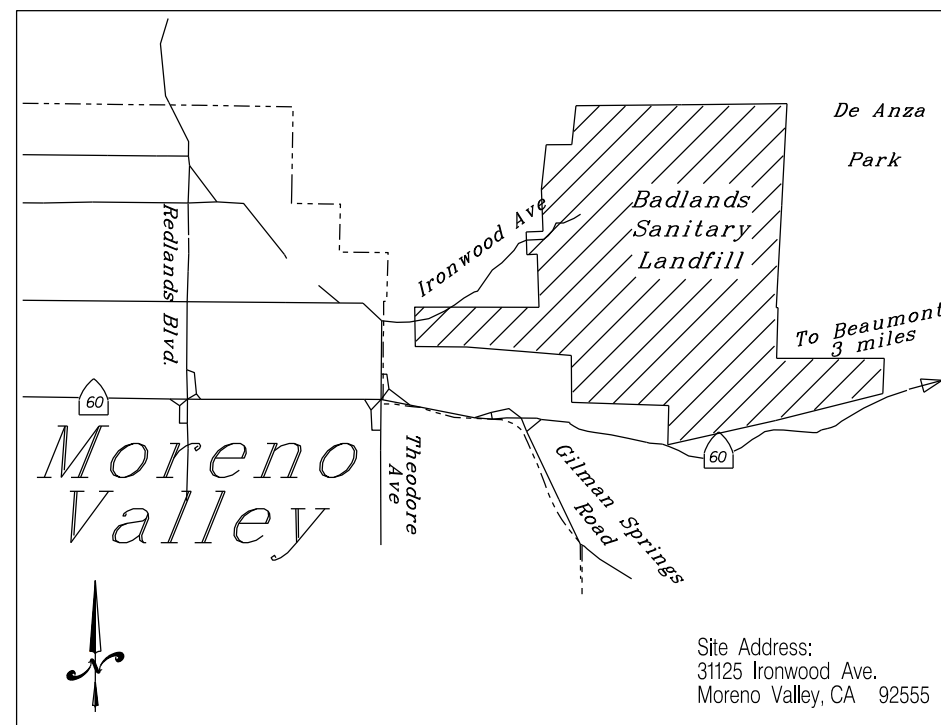 De Anza
Park
Badlands
Sanitary
Landfill
Ironwood Ave
Redlands Blvd.
To Beaumont
3 miles
60
Moreno
Valley
Theodore
Ave
Gilman Springs
Road
60
N
Site Address:
31125 Ironwood Ave.
Moreno Valley, CA 92555